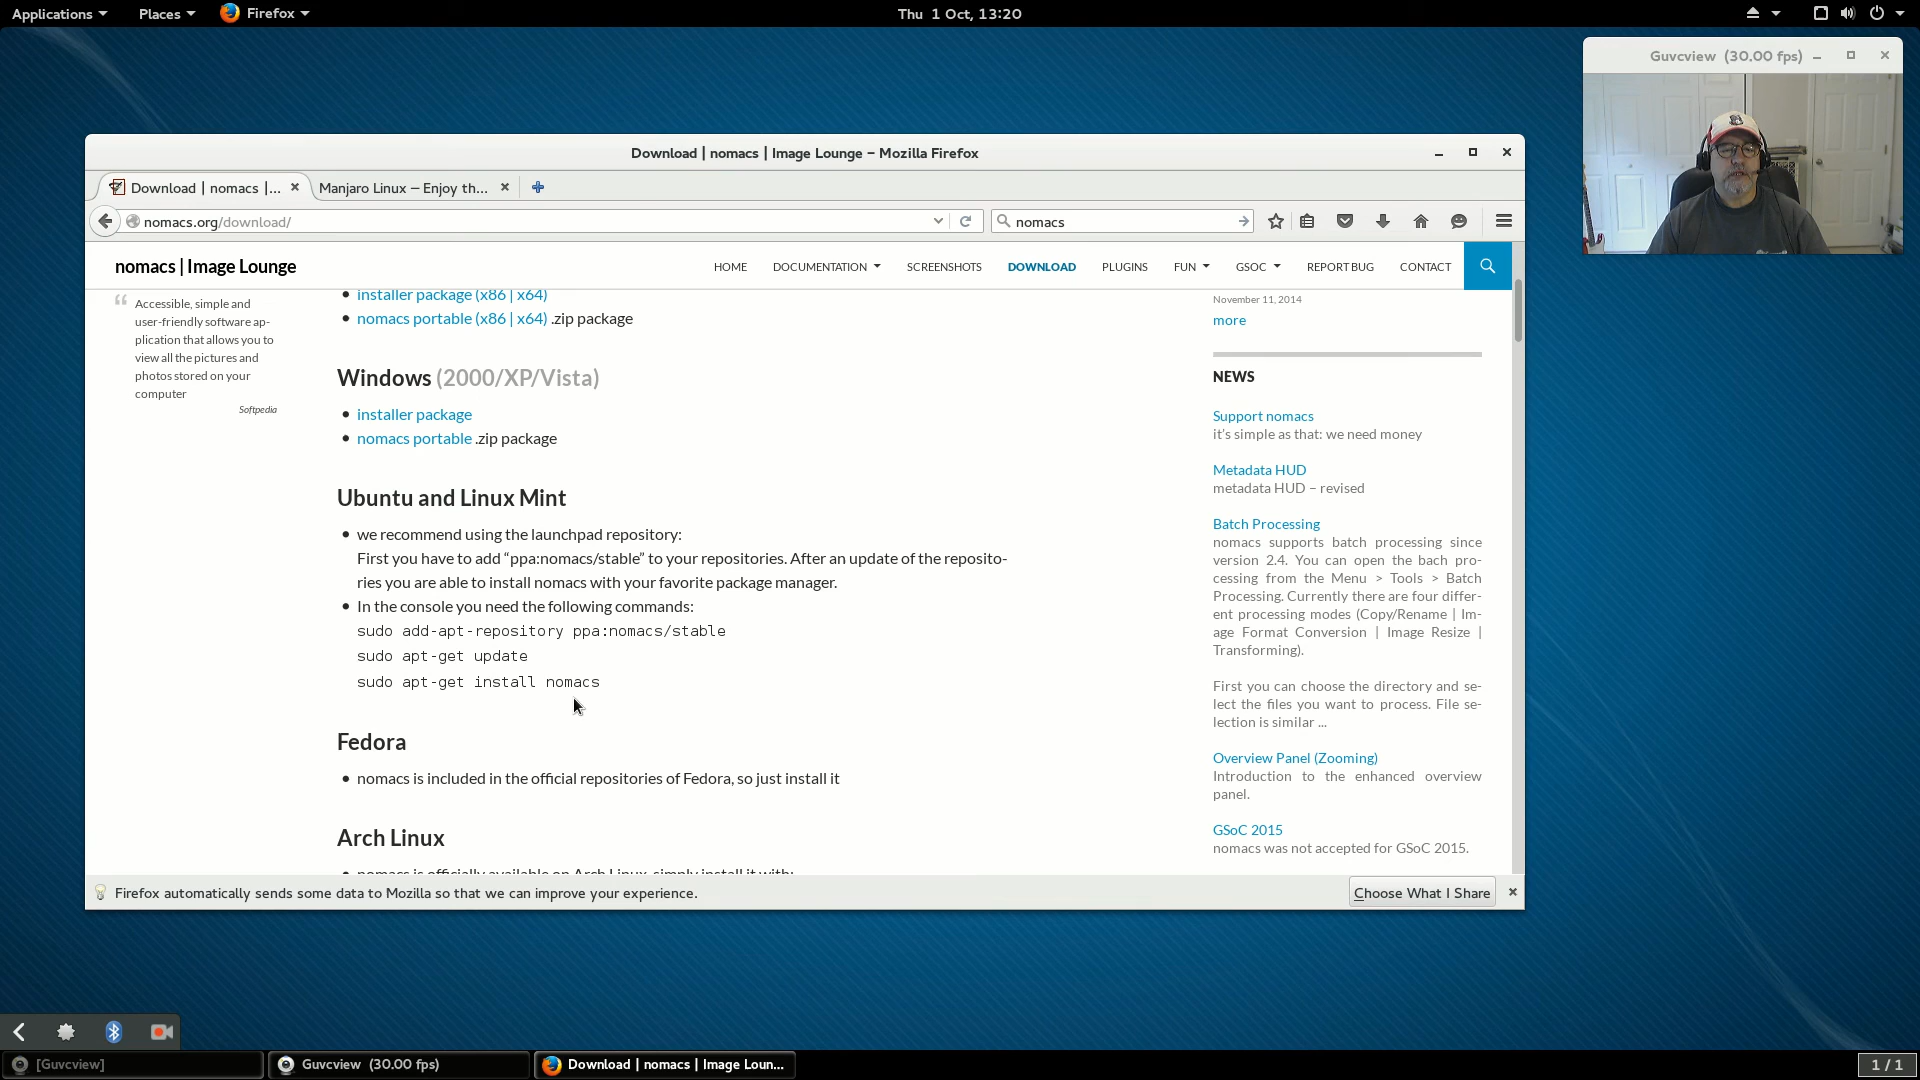 Applications
Places
Firefox
Thu 1 Oct, 13:20
Guvcview (30.00 fps)
Download | nomacs | Image Lounge – Mozilla Firefox
Download | nomacs |...
Manjaro Linux — Enjoy th...
nomacs.org/download/
nomacs
nomacs | Image Lounge
HOME
DOCUMENTATION
SCREENSHOTS
DOWNLOAD
PLUGINS
FUN
GSOC
REPORT BUG
CONTACT
“
Accessible, simple and
user-friendly software ap-
plication that allows you to
view all the pictures and
photos stored on your
computer
Softpedia
• installer package (x86 | x64)
• nomacs portable (x86 | x64) .zip package
Windows (2000/XP/Vista)
• installer package
• nomacs portable .zip package
Ubuntu and Linux Mint
• we recommend using the launchpad repository:
First you have to add “ppa:nomacs/stable” to your repositories. After an update of the reposito-
ries you are able to install nomacs with your favorite package manager.
• In the console you need the following commands:
sudo add-apt-repository ppa:nomacs/stable
sudo apt-get update
sudo apt-get install nomacs
Fedora
• nomacs is included in the official repositories of Fedora, so just install it
Arch Linux
• nomacs is officially available on Arch Linux, simply install it with:
November 11, 2014
more
NEWS
Support nomacs
it's simple as that: we need money
Metadata HUD
metadata HUD – revised
Batch Processing
nomacs supports batch processing since
version 2.4. You can open the bach pro-
cessing from the Menu > Tools > Batch
Processing. Currently there are four differ-
ent processing modes (Copy/Rename | Im-
age Format Conversion | Image Resize |
Transforming).
First you can choose the directory and se-
lect the files you want to process. File se-
lection is similar ...
Overview Panel (Zooming)
Introduction to the enhanced overview
panel.
GSoC 2015
nomacs was not accepted for GSoC 2015.
Firefox automatically sends some data to Mozilla so that we can improve your experience.
Choose What I Share
[Guvcview]
Guvcview (30.00 fps)
Download | nomacs | Image Loun...
1 / 1